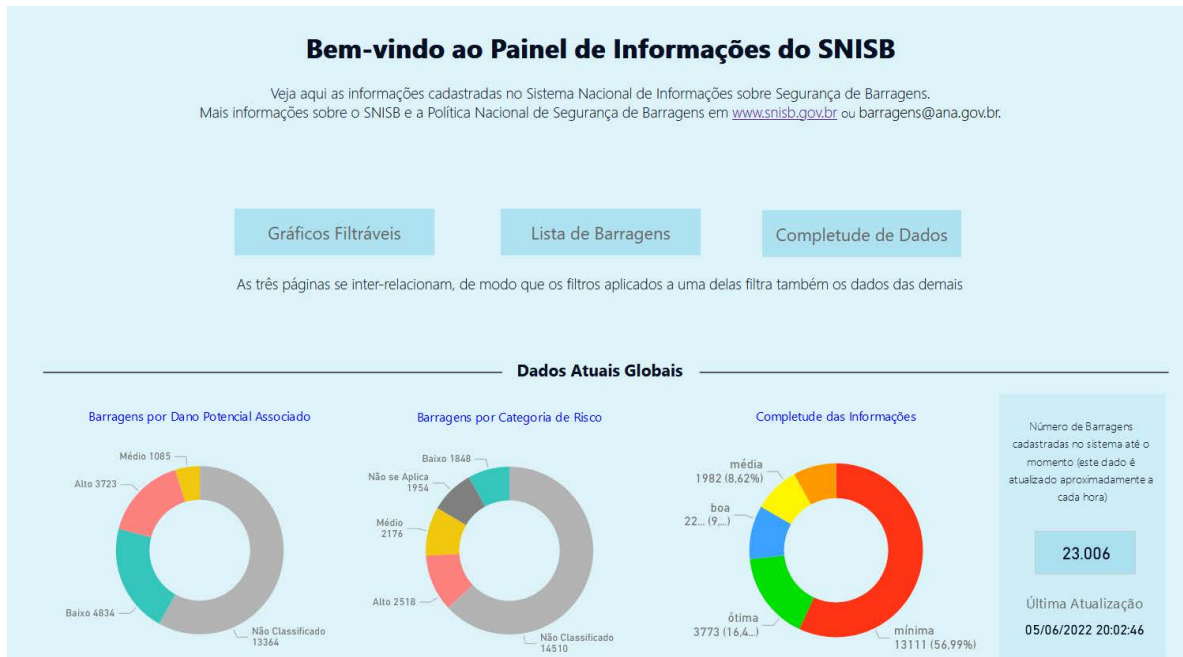 Bem-vindo ao Painel de Informações do SNISB
Veja aqui as informações cadastradas no Sistema Nacional de Informações sobre Segurança de Barragens.
Mais informações sobre o SNISB e a Política Nacional de Segurança de Barragens em www.snisb.gov.br ou barragens@ana.gov.br.
Gráficos Filtráveis
Lista de Barragens
Completude de Dados
As três páginas se inter-relacionam, de modo que os filtros aplicados a uma delas filtra também os dados das demais
Dados Atuais Globais
Barragens por Dano Potencial Associado
Médio 1085
Alto 3723
Baixo 4834
Não Classificado
13364
Barragens por Categoria de Risco
Baixo 1848
Não se Aplica
1954
Médio
2176
Alto 2518
Não Classificado
14510
Completude das Informações
média
1982 (8.62%)
boa
22... (9,...)
ótima
3773 (16,4...)
mínima
13111 (56,99%)
Número de Barragens
cadastradas no sistema até o
momento (este dado é
atualizado aproximadamente a
cada hora)
23.006
Última Atualização
05/06/2022 20:02:46